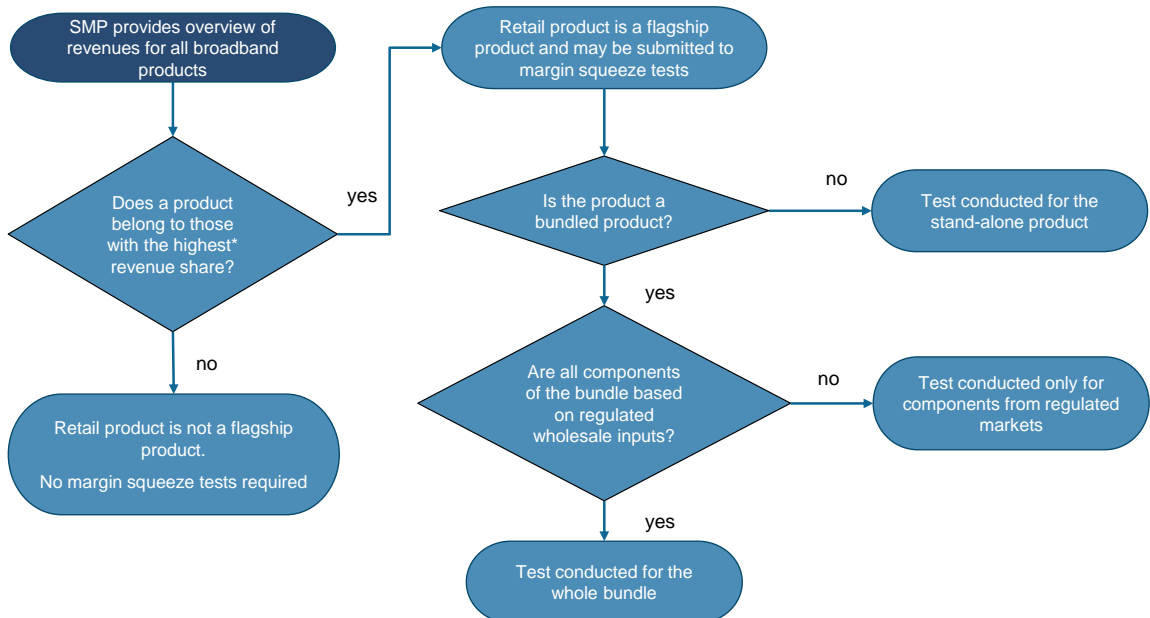 SMP provides overview of
revenues for all broadband
products
Does a product
belong to those
with the highest*
revenue share?
yes
no
Retail product is not a flagship
product.
No margin squeeze tests required
Retail product is a flagship
product and may be submitted to
margin squeeze tests
Is the product a
bundled product?
no
Test conducted for the
stand-alone product
yes
Are all components
of the bundle based
on regulated
wholesale inputs?
no
Test conducted only for
components from regulated
markets
yes
Test conducted for the
whole bundle